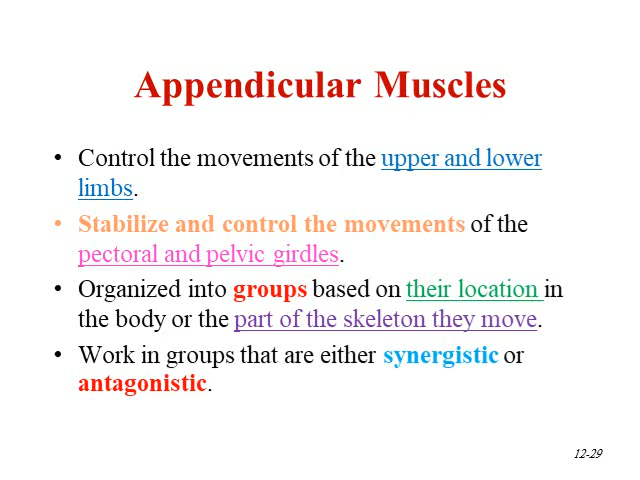 Appendicular Muscles
• Control the movements of the upper and lower
limbs.
• Stabilize and control the movements of the
pectoral and pelvic girdles.
• Organized into groups based on their location in
the body or the part of the skeleton they move.
• Work in groups that are either synergistic or
antagonistic.
12-29